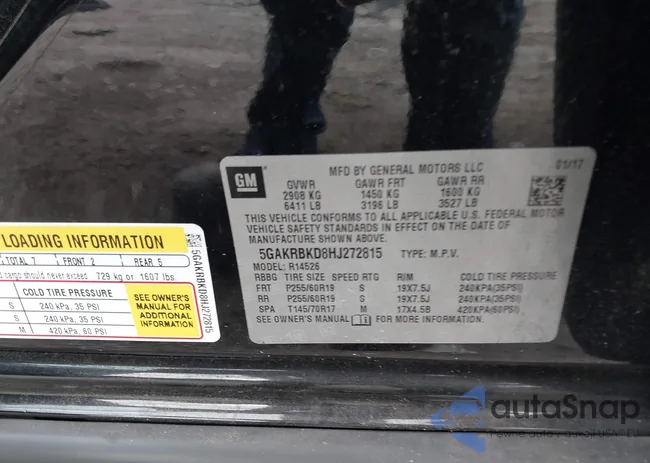 GM
MFD BY GENERAL MOTORS LLC 01/17
GVWR GAWR FRT GAWR RR
2908 KG 1450 KG 1600 KG
6411 LB 3196 LB 3527 LB
THIS VEHICLE CONFORMS TO ALL APPLICABLE U.S. FEDERAL MOTOR
VEHICLE SAFETY STANDARDS IN EFFECT ON THE DATE OF
MANUFACTURE SHOWN ABOVE.
5GAKRBKD8HJ272815 TYPE: M.P.V.
MODEL: R14526
RBBG TIRE SIZE SPEED RTG RIM COLD TIRE PRESSURE
FRT P255/60R19 S 19X7.5J 240KPA(35PSI)
RR P255/60R19 S 19X7.5J 240KPA(35PSI)
SPA T145/70R17 M 17X4.5B 420KPA(60PSI)
SEE OWNER'S MANUAL FOR MORE INFORMATION.
LOADING INFORMATION
TOTAL 7 FRONT 2 REAR 5
cargo should never exceed 729 kg or 1607 lbs
COLD TIRE PRESSURE
S 240 kPa, 35 PSI
S 240 kPa, 35 PSI
M 420 kPa, 60 PSI
SEE OWNER'S
MANUAL FOR
ADDITIONAL
INFORMATION
5GAKRBKD8HJ272815
autaSnap